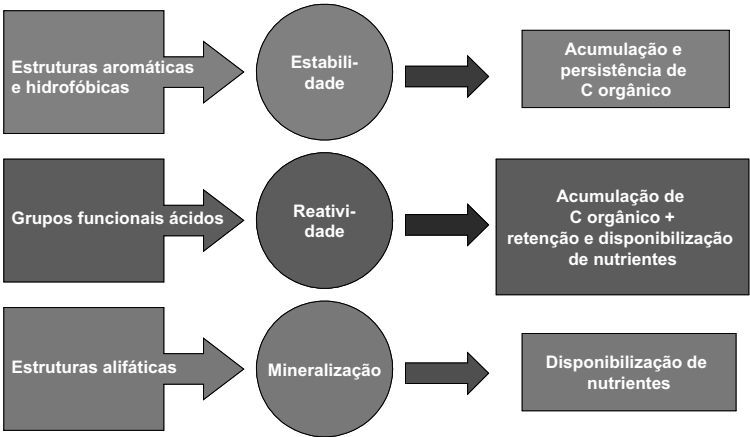 Estruturas aromáticas
e hidrofóbicas
Estabili-
dade
Acumulação e
persistência de
C orgânico
Grupos funcionais ácidos
Reativi-
dade
Acumulação de
C orgânico +
retenção e disponibilização
de nutrientes
Estruturas alifáticas
Mineralização
Disponibilização de
nutrientes